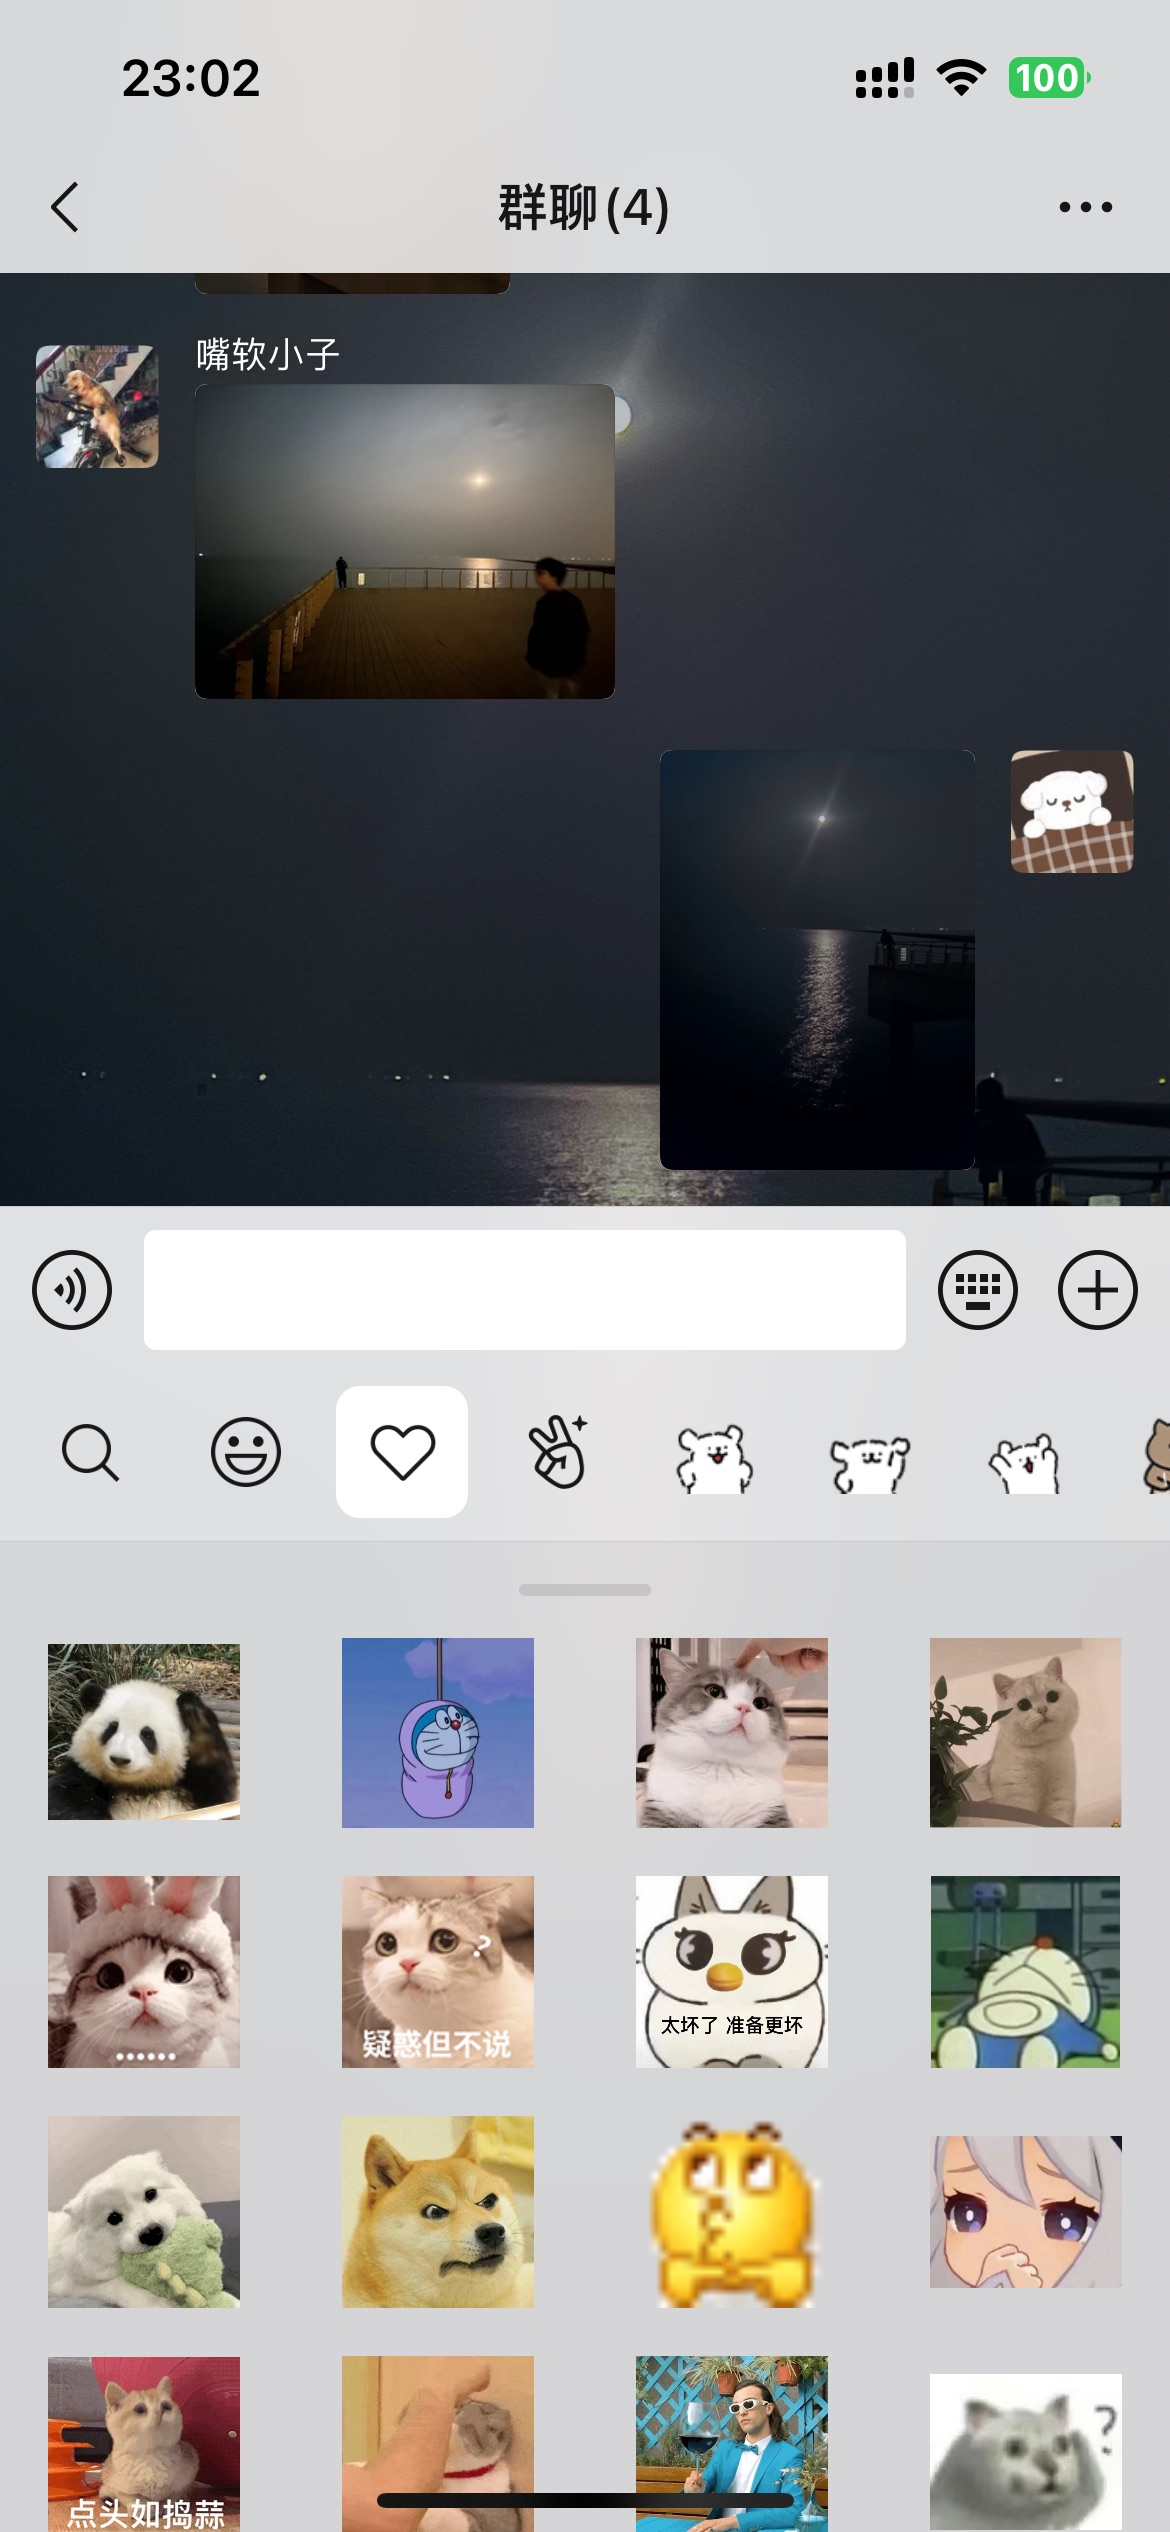 23:02
100
群聊(4)
嘴软小子
......
?
疑惑但不说
太坏了 准备更坏
点头如捣蒜
?